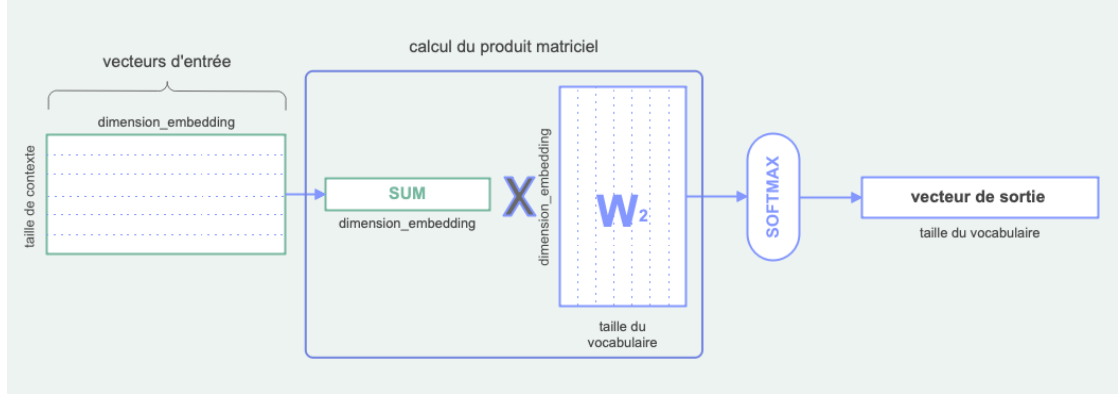 calcul du produit matriciel
vecteurs d'entrée
dimension_embedding
taille de contexte
SUM
dimension_embedding
X
dimension_embedding
W2
taille du
vocabulaire
SOFTMAX
vecteur de sortie
taille du vocabulaire